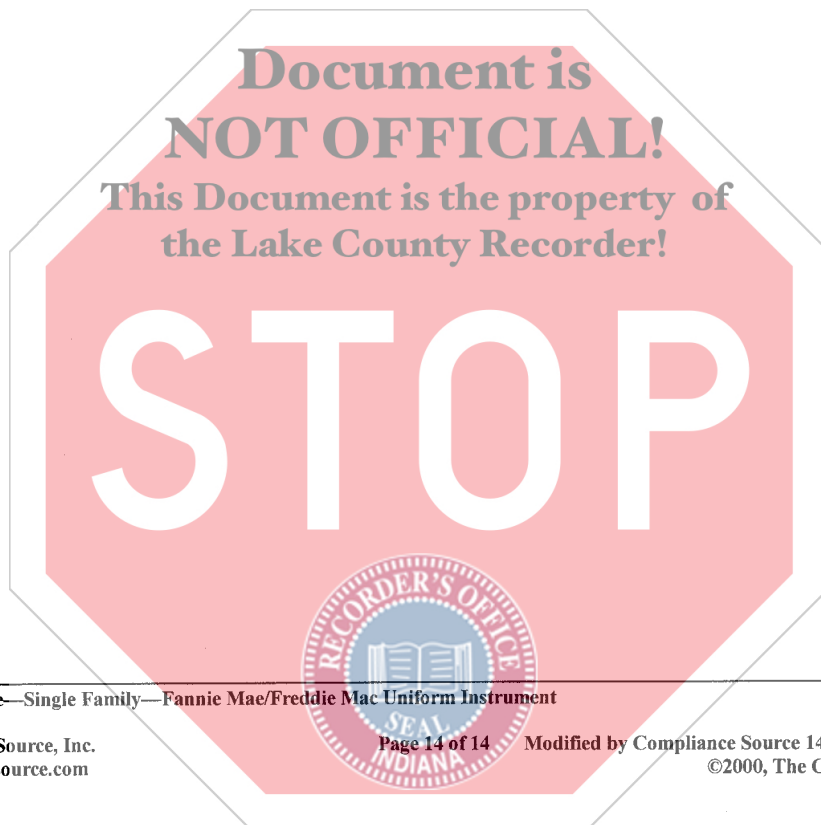 Document is
NOT OFFICIAL!
This Document is the property of
the Lake County Recorder!
STOP
RECORDER'S OFFICE
SEAL
INDIANA
—Single Family—Fannie Mae/Freddie Mac Uniform Instrument
Source, Inc. Page 14 of 14 Modified by Compliance Source 14
©2000, The